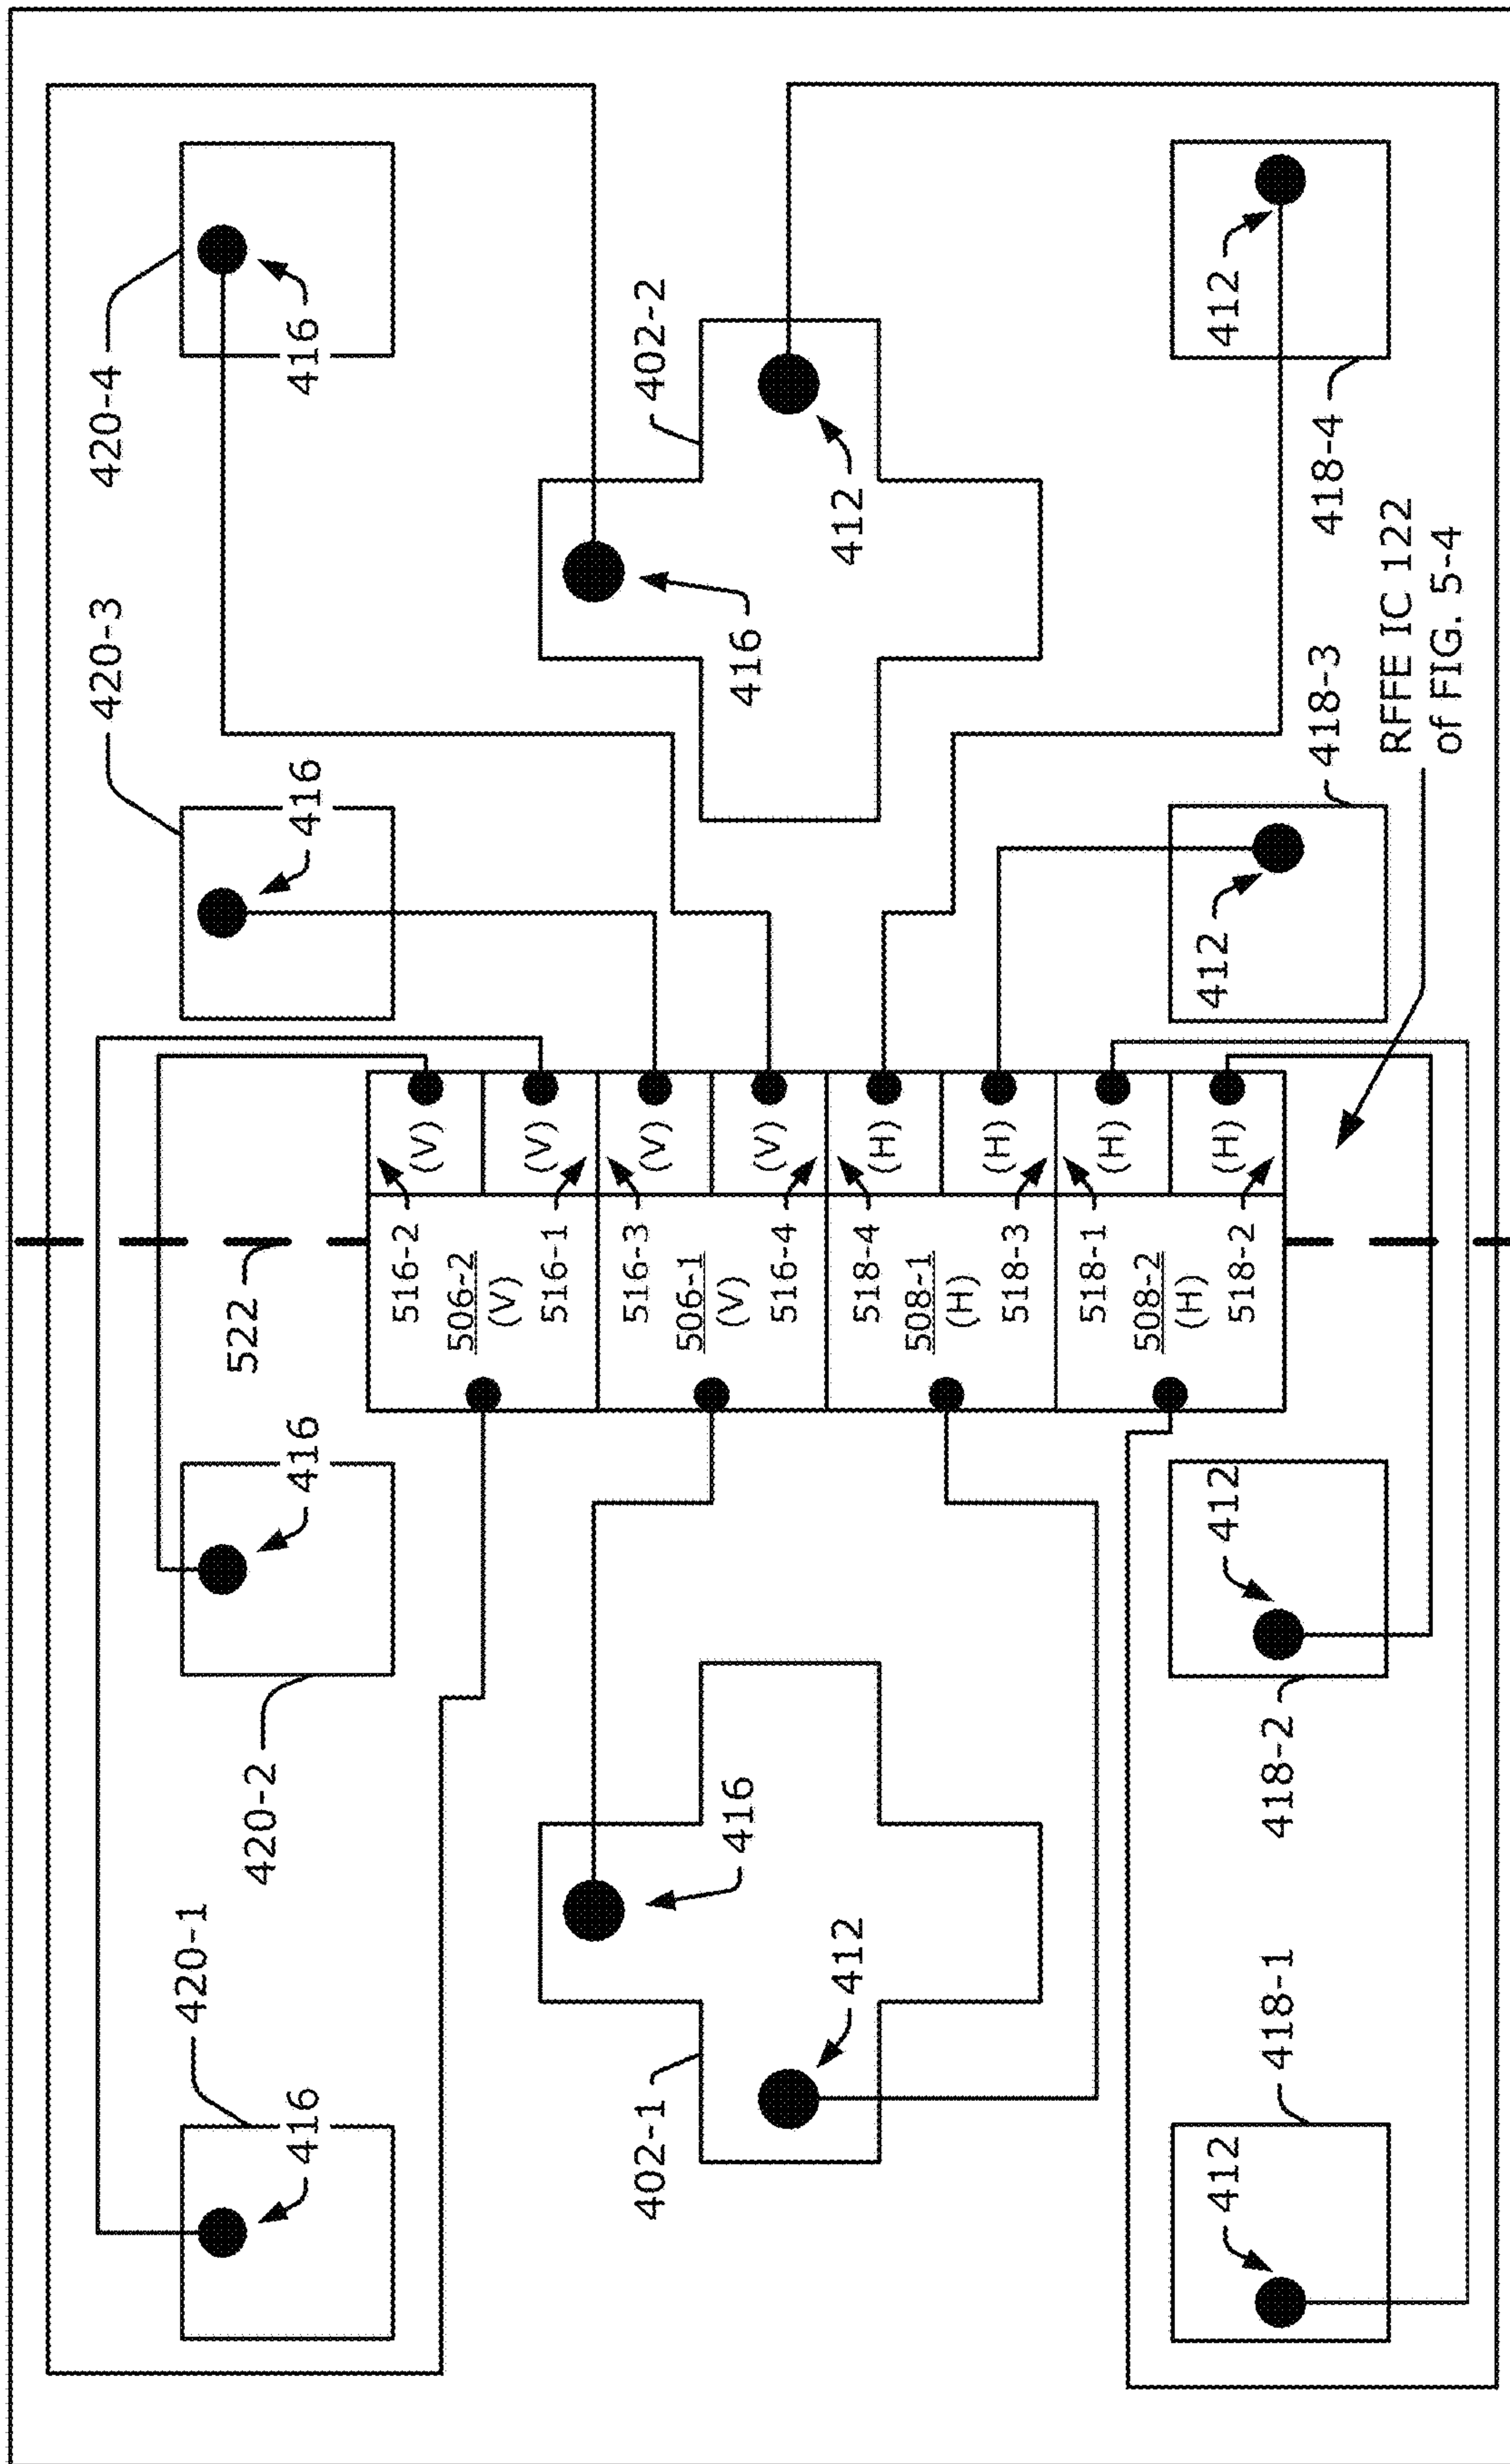 420-3
420-4
420-1
522
420-2
416
416
416
416
516-2
(V)
506-2
(V)
516-1
(V)
402-1
516-3
(V)
402-2
506-1
(V)
416
416
516-4
(V)
412
412
518-4
(H)
508-1
(H)
518-3
(H)
518-1
(H)
508-2
(H)
518-2
(H)
412
412
412
412
418-1
418-2
418-3
418-4
RFFE IC 122
of FIG. 5-4